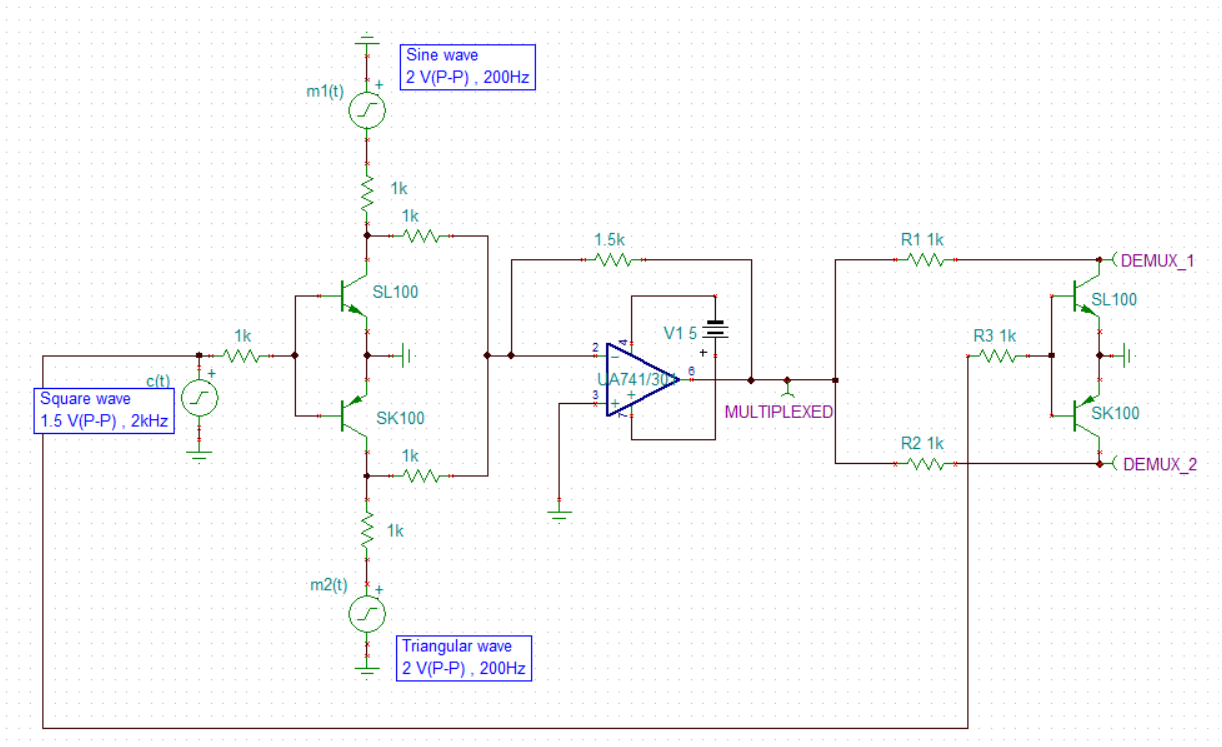 Sine wave
2 V(P-P) , 200Hz
m1(t)
+
1k
1k
SL100
1k
c(t)
+
Square wave
1.5 V(P-P) , 2kHz
SK100
1k
1k
m2(t)
+
Triangular wave
2 V(P-P) , 200Hz
1.5k
V1 5
+
2
4
6
3
7
UA741/301
MULTIPLEXED
R1 1k
DEMUX_1
SL100
R3 1k
SK100
R2 1k
DEMUX_2